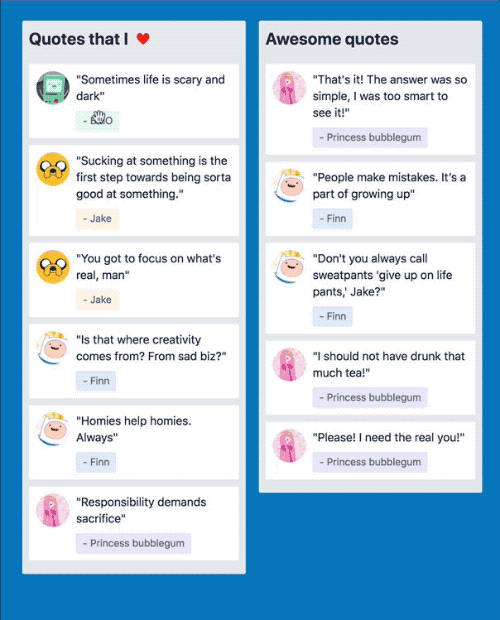 Quotes that I ❤
"Sometimes life is scary and
dark"
"Sucking at something is the
first step towards being sorta
good at something."
- Jake
"You got to focus on what's
real, man"
- Jake
"Is that where creativity
comes from? From sad biz?"
- Finn
"Homies help homies.
Always"
- Finn
"Responsibility demands
sacrifice"
- Princess bubblegum
Awesome quotes
"That's it! The answer was so
simple, I was too smart to
see it!"
- Princess bubblegum
"People make mistakes. It's a
part of growing up"
- Finn
"Don't you always call
sweatpants 'give up on life
pants,' Jake?"
- Finn
"I should not have drunk that
much tea!"
- Princess bubblegum
"Please! I need the real you!"
- Princess bubblegum